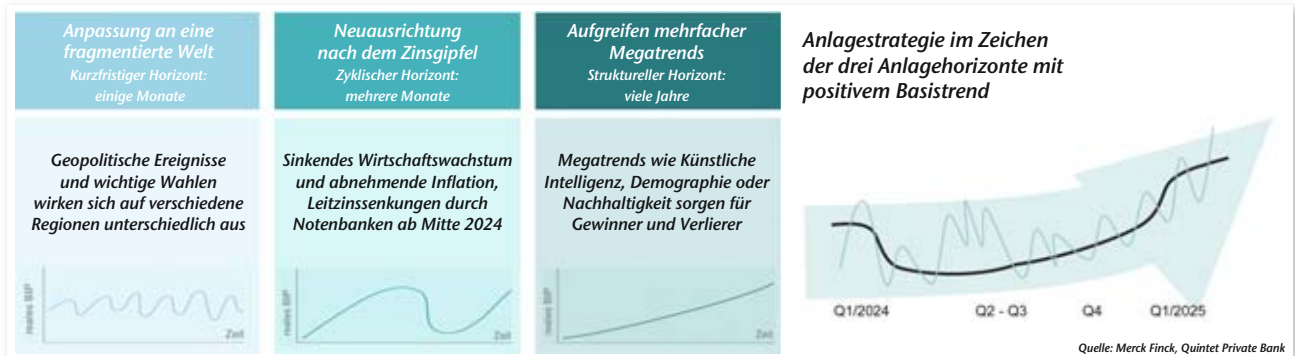 Anpassung an eine
fragmentierte Welt
Kurzfristiger Horizont:
einige Monate
Geopolitische Ereignisse
und wichtige Wahlen
wirken sich auf verschiedene
Regionen unterschiedlich aus
reales BIP
Zeit
Neuausrichtung
nach dem Zinsgipfel
Zyklischer Horizont:
mehrere Monate
Sinkendes Wirtschaftswachstum
und abnehmende Inflation,
Leitzinssenkungen durch
Notenbanken ab Mitte 2024
reales BIP
Zeit
Aufgreifen mehrfacher
Megatrends
Struktureller Horizont:
viele Jahre
Megatrends wie Künstliche
Intelligenz, Demographie oder
Nachhaltigkeit sorgen für
Gewinner und Verlierer
reales BIP
Zeit
Anlagestrategie im Zeichen
der drei Anlagehorizonte mit
positivem Basistrend
Q1/2024
Q2 - Q3
Q4
Q1/2025
Quelle: Merck Finck, Quintet Private Bank